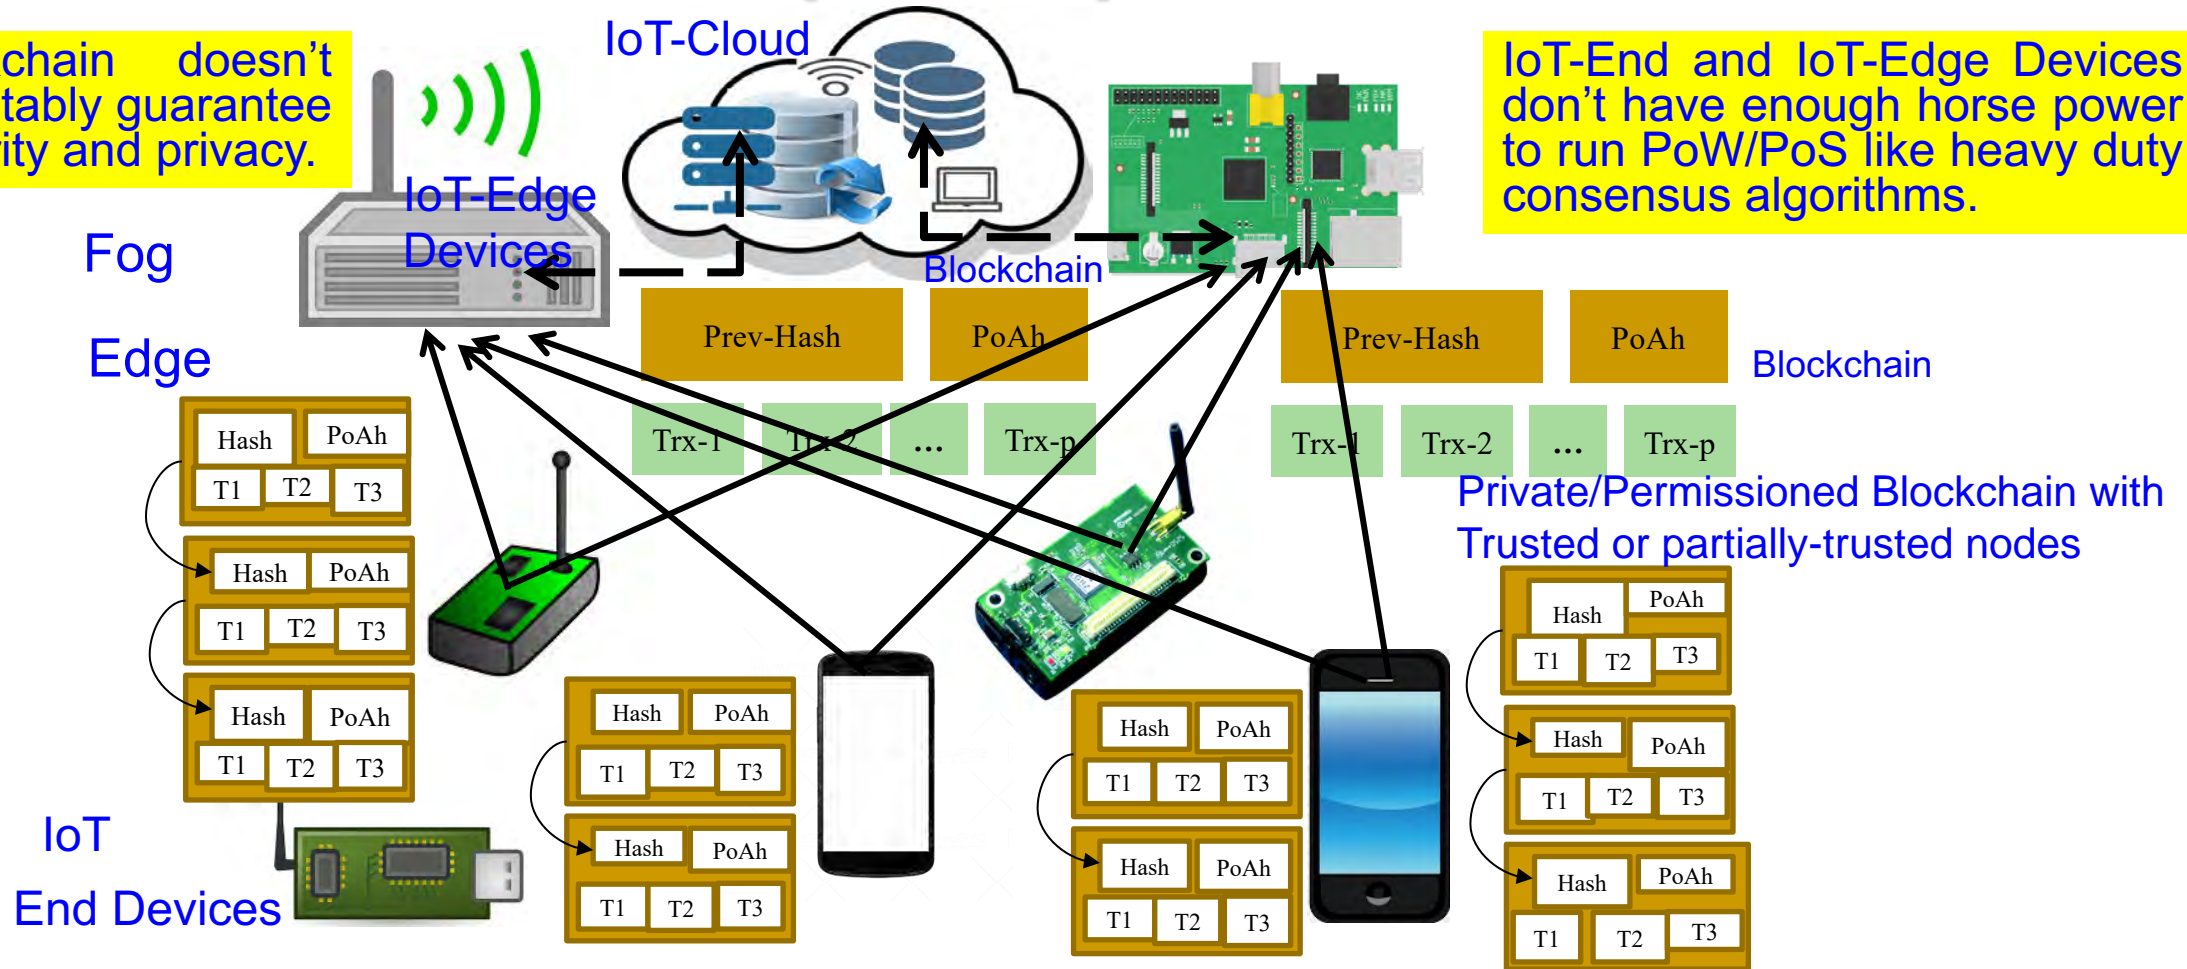 IoT-Cloud
chain doesn't
tably guarantee
ity and privacy.
IoT-End and IoT-Edge Devices
don't have enough horse power
to run PoW/PoS like heavy duty
consensus algorithms.
IoT-Edge
Devices
Fog
Blockchain
Edge
Prev-Hash PoAh
Prev-Hash PoAh
Blockchain
Trx-1 Trx-2 ... Trx-p
Trx-1 Trx-2 ... Trx-p
Private/Permissioned Blockchain with
Trusted or partially-trusted nodes
Hash PoAh
T1 T2 T3
Hash PoAh
T1 T2 T3
Hash PoAh
T1 T2 T3
Hash PoAh
T1 T2 T3
Hash PoAh
T1 T2 T3
Hash PoAh
T1 T2 T3
Hash PoAh
T1 T2 T3
Hash PoAh
T1 T2 T3
Hash PoAh
T1 T2 T3
Hash PoAh
T1 T2 T3
IoT
End Devices